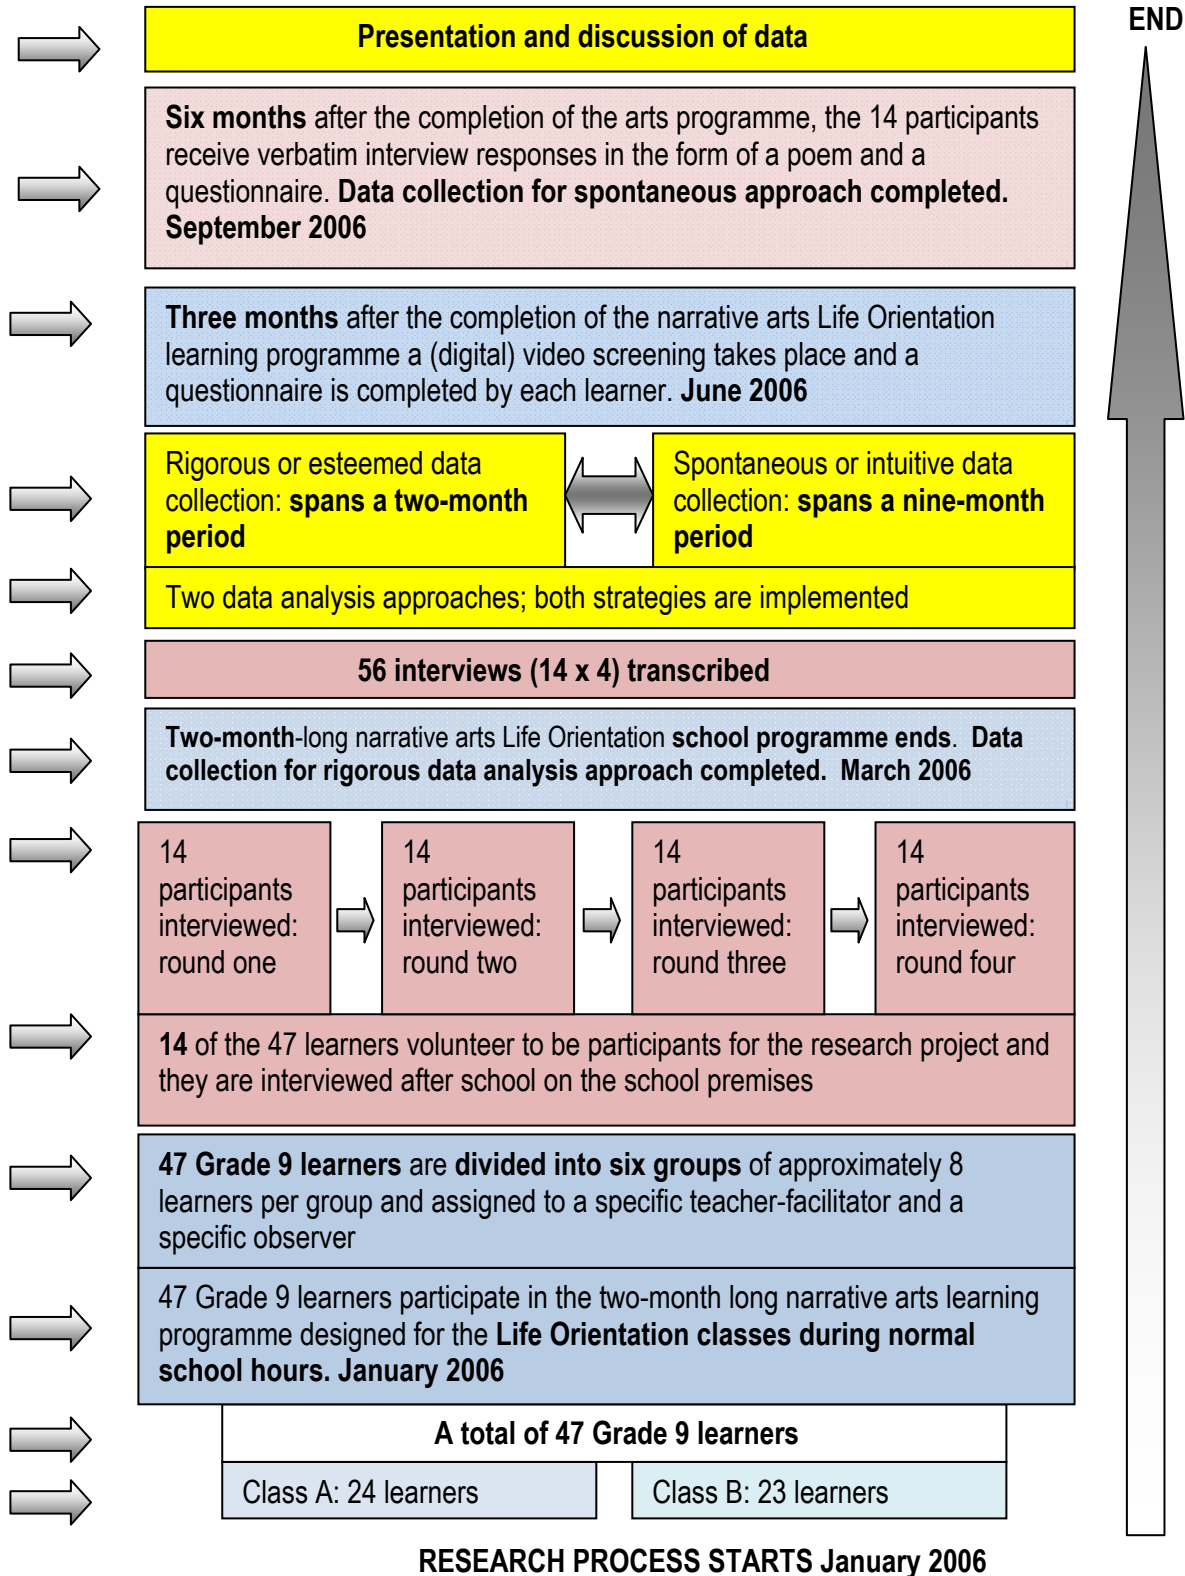 END
Presentation and discussion of data
Six months after the completion of the arts programme, the 14 participants
receive verbatim interview responses in the form of a poem and a
questionnaire. Data collection for spontaneous approach completed.
September 2006
Three months after the completion of the narrative arts Life Orientation
learning programme a (digital) video screening takes place and a
questionnaire is completed by each learner. June 2006
Rigorous or esteemed data
collection: spans a two-month
period
Spontaneous or intuitive data
collection: spans a nine-month
period
Two data analysis approaches; both strategies are implemented
56 interviews (14 x 4) transcribed
Two-month-long narrative arts Life Orientation school programme ends. Data
collection for rigorous data analysis approach completed. March 2006
14
participants
interviewed:
round one
14
participants
interviewed:
round two
14
participants
interviewed:
round three
14
participants
interviewed:
round four
14 of the 47 learners volunteer to be participants for the research project and
they are interviewed after school on the school premises
47 Grade 9 learners are divided into six groups of approximately 8
learners per group and assigned to a specific teacher-facilitator and a
specific observer
47 Grade 9 learners participate in the two-month long narrative arts learning
programme designed for the Life Orientation classes during normal
school hours. January 2006
A total of 47 Grade 9 learners
Class A: 24 learners
Class B: 23 learners
RESEARCH PROCESS STARTS January 2006